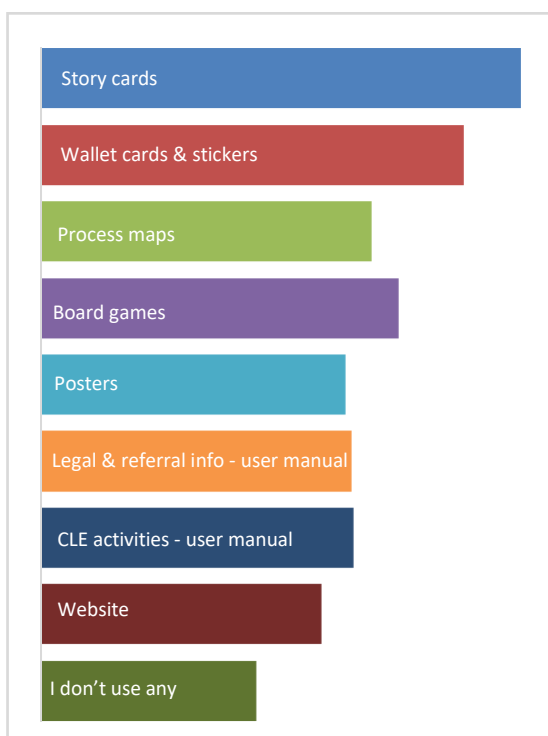 Story cards
Wallet cards & stickers
Process maps
Board games
Posters
Legal & referral info - user manual
CLE activities - user manual
Website
I don’t use any